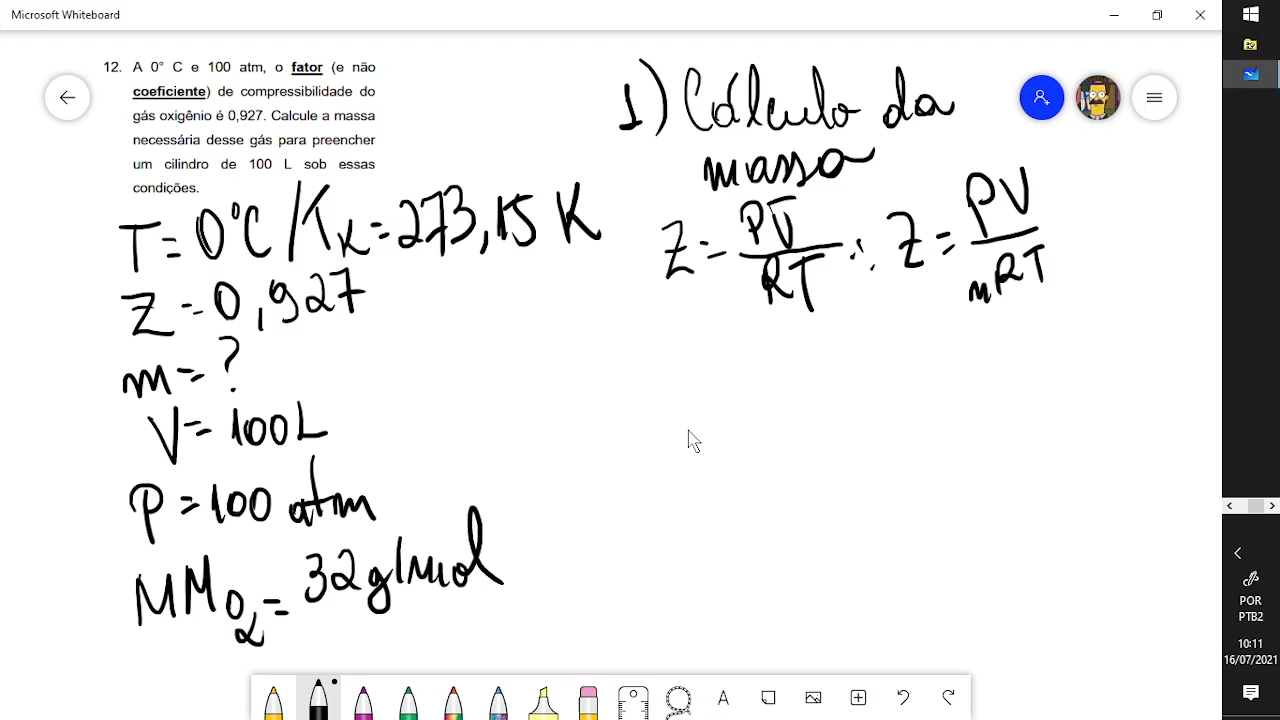 Microsoft Whiteboard
12. A 0° C e 100 atm, o fator (e não
coeficiente) de compressibilidade do
gás oxigênio é 0,927. Calcule a massa
necessária desse gás para preencher
um cilindro de 100 L sob essas
condições.
T = 0°C / TK = 273,15 K
Z = 0,927
m = ?
V = 100L
P = 100 atm
MMO2 = 32g/mol
1) Cálculo da
massa
Z = PV̅/RT ∴ Z = PV/nRT
A
POR
PTB2
10:11
16/07/2021